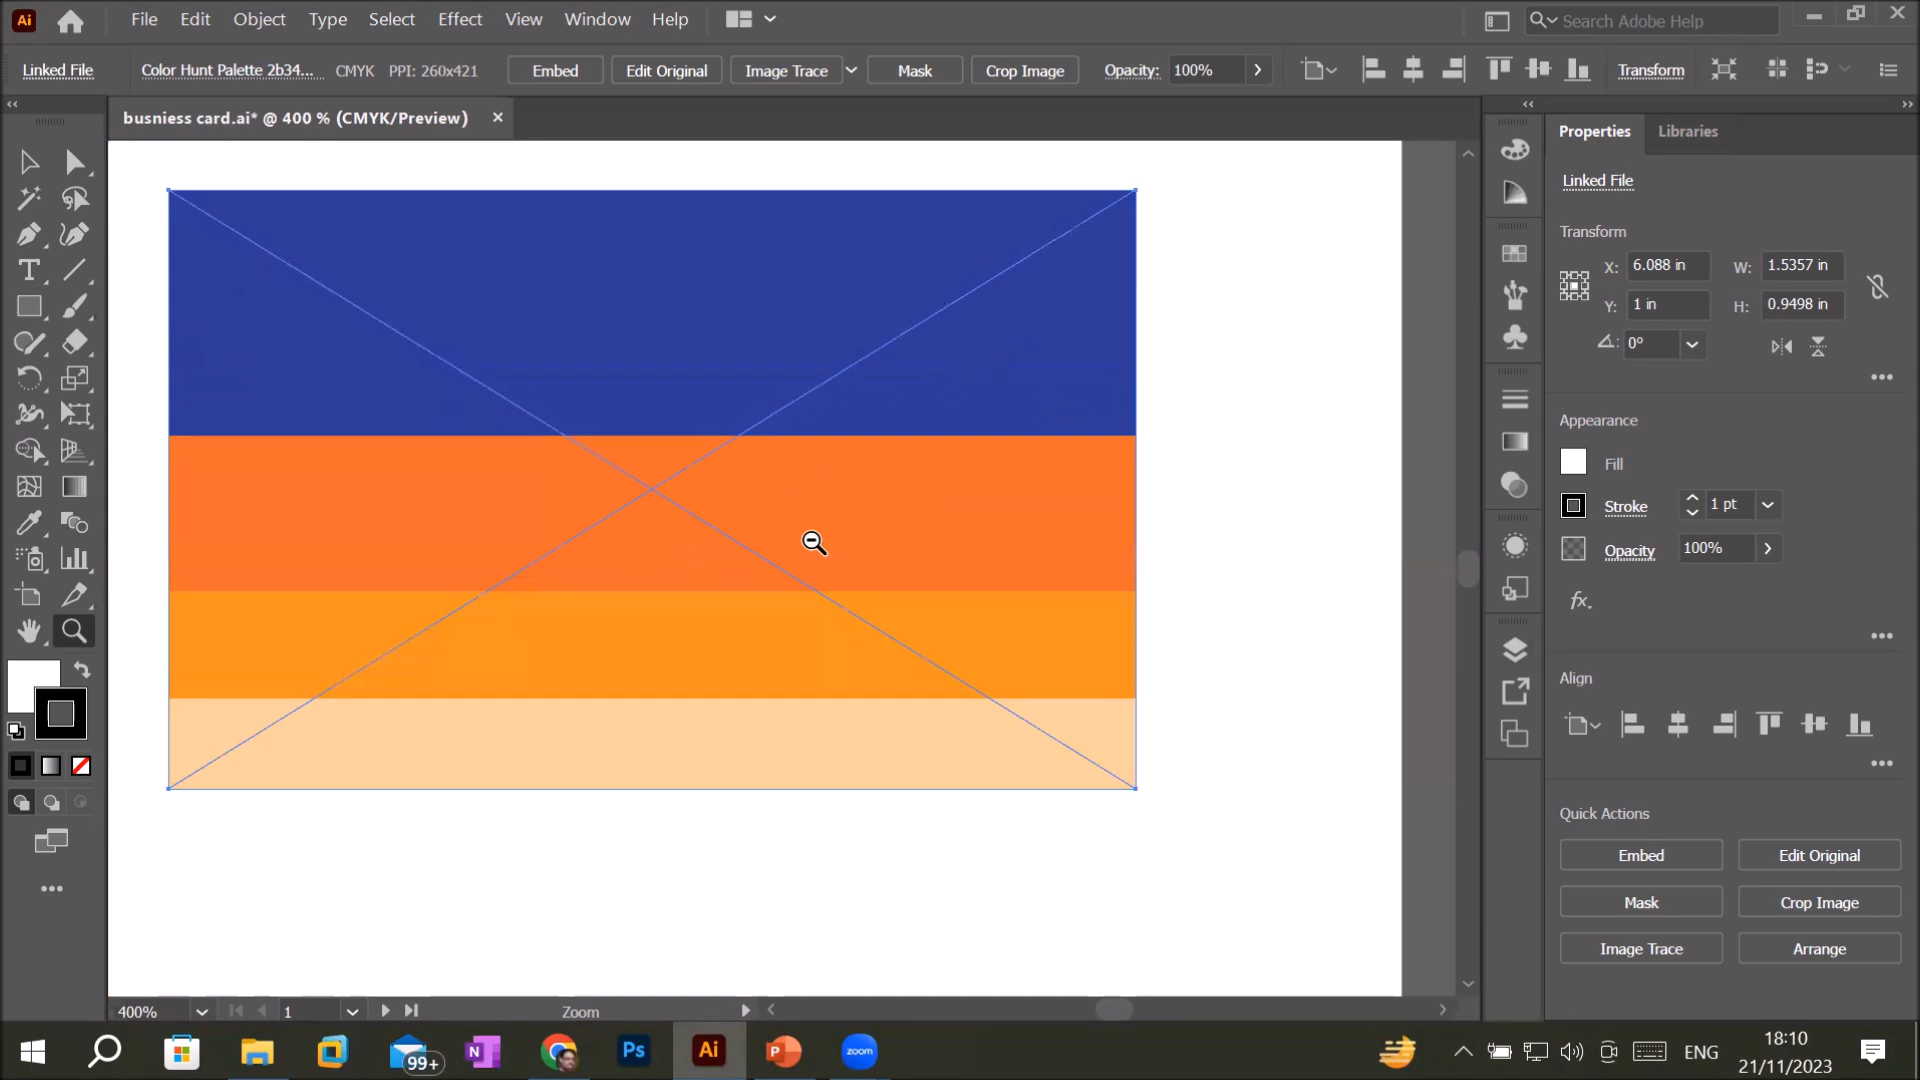 Ai File Edit Object Type Select Effect View Window Help Search Adobe Help
Linked File Color Hunt Palette 2b34... CMYK PPI: 260x421 Embed Edit Original Image Trace Mask Crop Image Opacity: 100% Transform
busniess card.ai* @ 400 % (CMYK/Preview)
Properties Libraries
Linked File
Transform
X: 6.088 in W: 1.5357 in
Y: 1 in H: 0.9498 in
0°
Appearance
Fill
Stroke 1 pt
Opacity 100%
fx.
Align
Quick Actions
Embed Edit Original
Mask Crop Image
Image Trace Arrange
400% 1 Zoom
99+ N Ps Ai P zoom ENG 18:10
21/11/2023